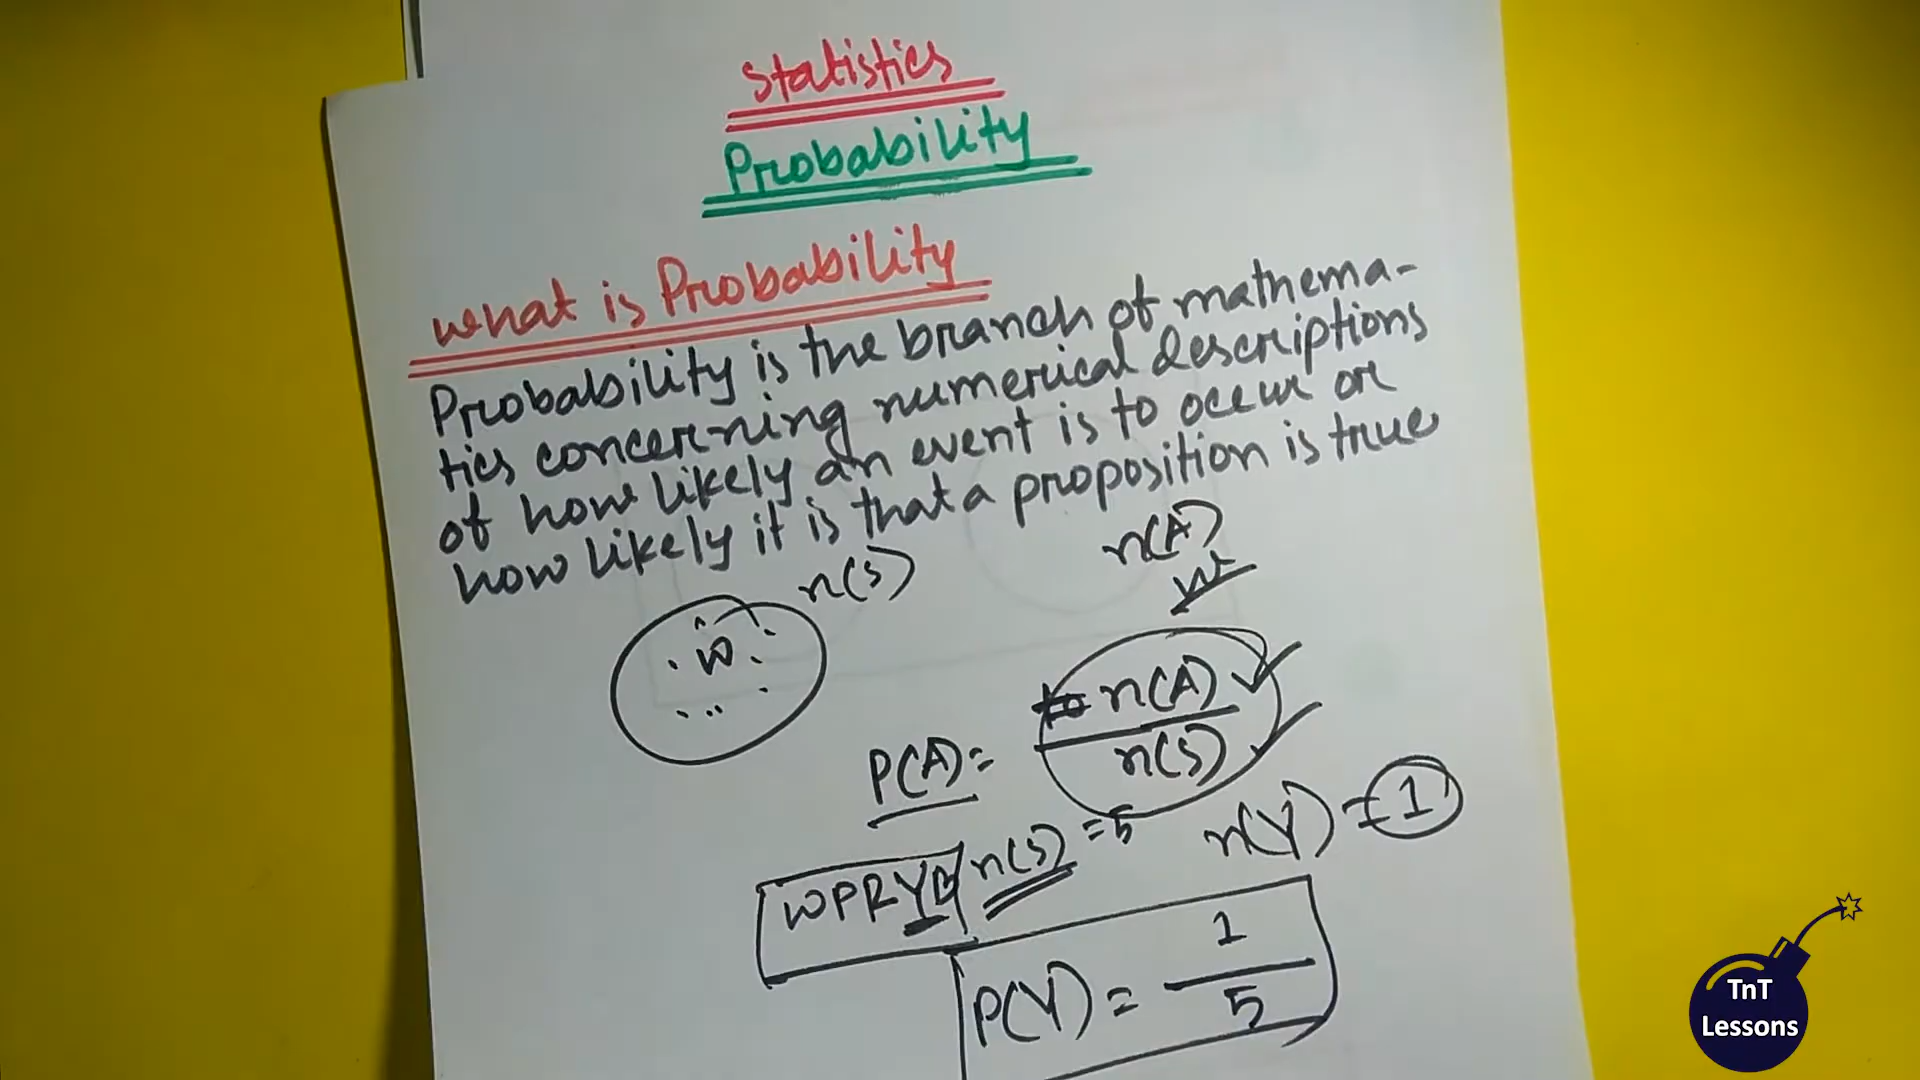 Statistics
Probability
What is Probability
Probability is the branch of mathema-
tics concerning numerical descriptions
of how likely an event is to occur or
how likely it is that a proposition is true
n(S)
n(A)
W
n(A)
P(A)=
n(S)
n(S) = 5
n(Y) = 1
WPRYB
1
P(Y) =
5
TnT
Lessons